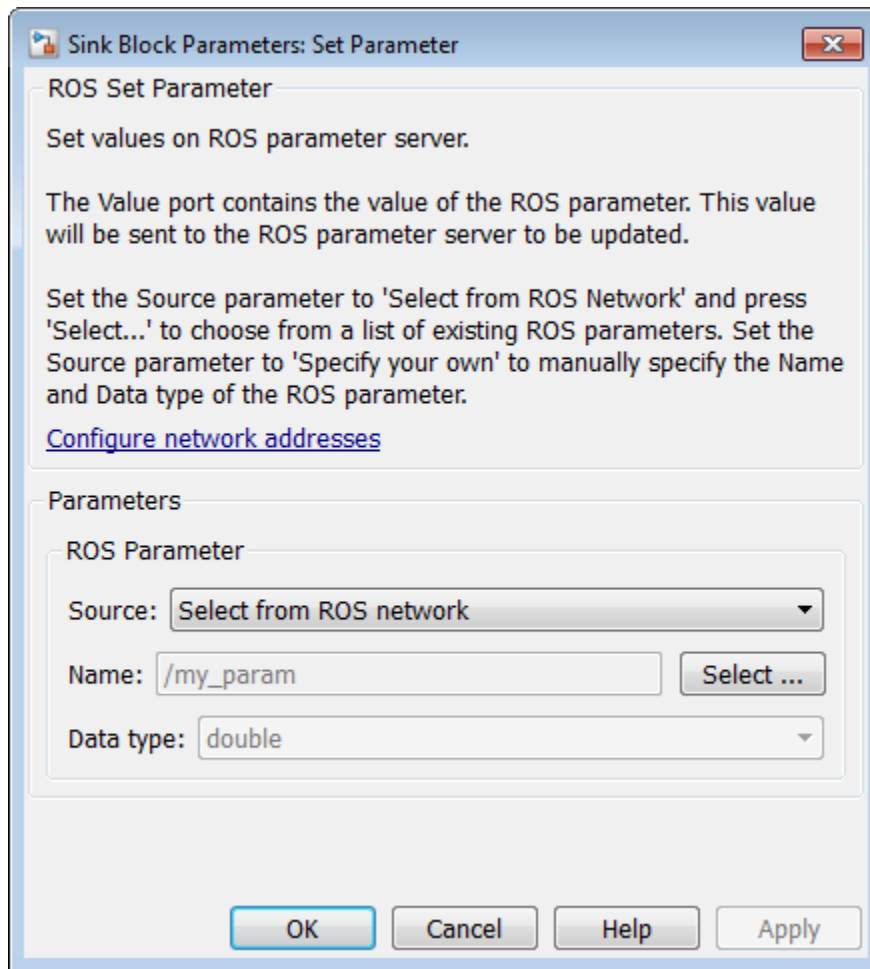 Sink Block Parameters: Set Parameter
ROS Set Parameter
Set values on ROS parameter server.
The Value port contains the value of the ROS parameter. This value
will be sent to the ROS parameter server to be updated.
Set the Source parameter to 'Select from ROS Network' and press
'Select...' to choose from a list of existing ROS parameters. Set the
Source parameter to 'Specify your own' to manually specify the Name
and Data type of the ROS parameter.
Configure network addresses
Parameters
ROS Parameter
Source: Select from ROS network
Name: /my_param Select ...
Data type: double
OK Cancel Help Apply